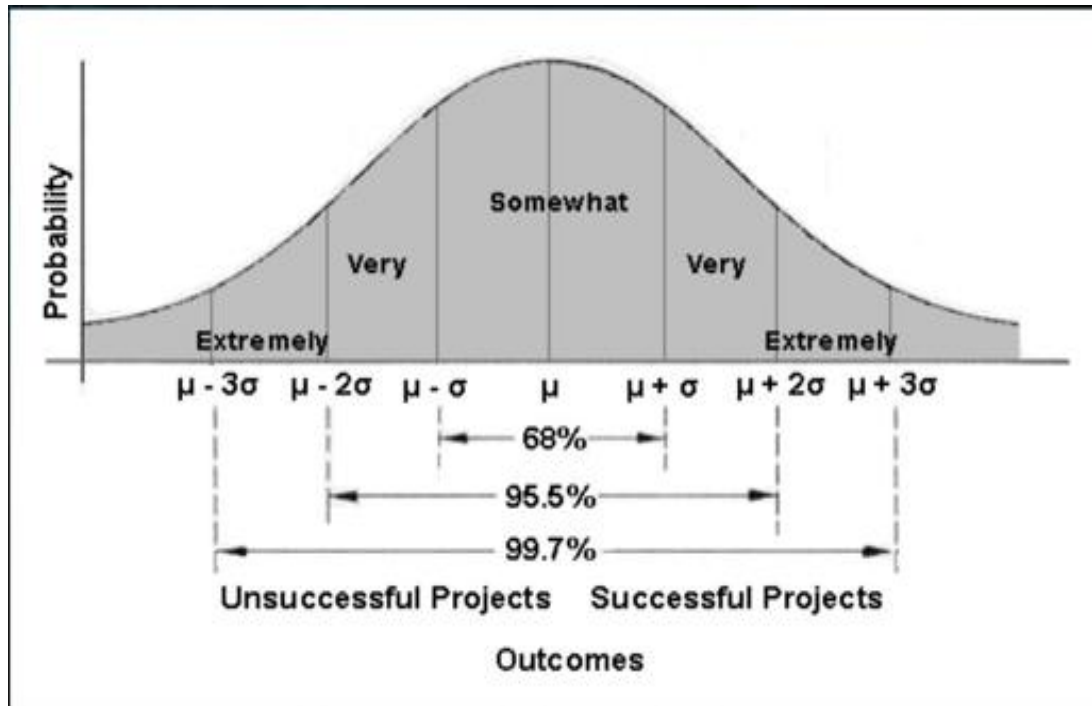 Probability
Somewhat
Very
Very
Extremely
Extremely
μ - 3σ μ - 2σ μ - σ μ μ + σ μ + 2σ μ + 3σ
68%
95.5%
99.7%
Unsuccessful Projects Successful Projects
Outcomes